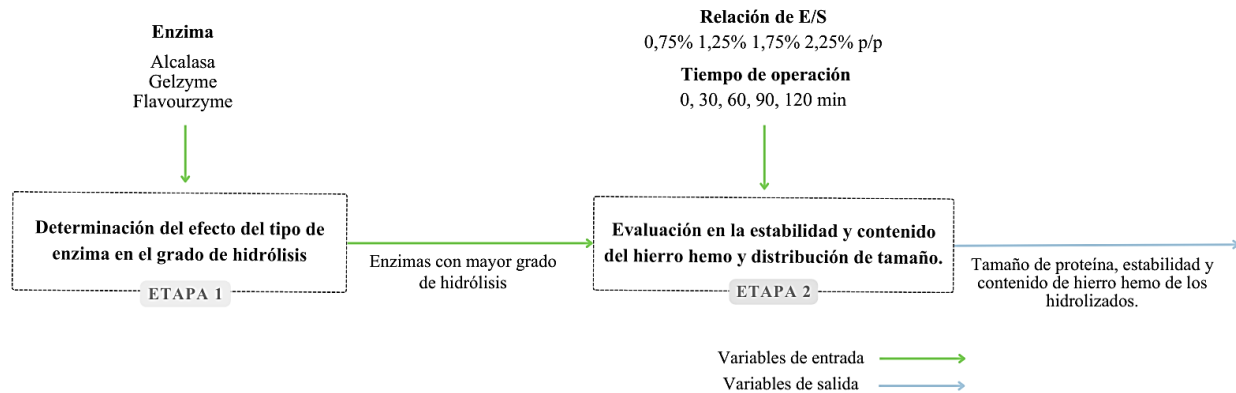 Enzima
Alcalasa
Gelzyme
Flavourzyme
Relación de E/S
0,75% 1,25% 1,75% 2,25% p/p
Tiempo de operación
0, 30, 60, 90, 120 min
Determinación del efecto del tipo de
enzima en el grado de hidrólisis
ETAPA 1
Enzimas con mayor grado
de hidrólisis
Evaluación en la estabilidad y contenido
del hierro hemo y distribución de tamaño.
ETAPA 2
Tamaño de proteína, estabilidad y
contenido de hierro hemo de los
hidrolizados.
Variables de entrada
Variables de salida